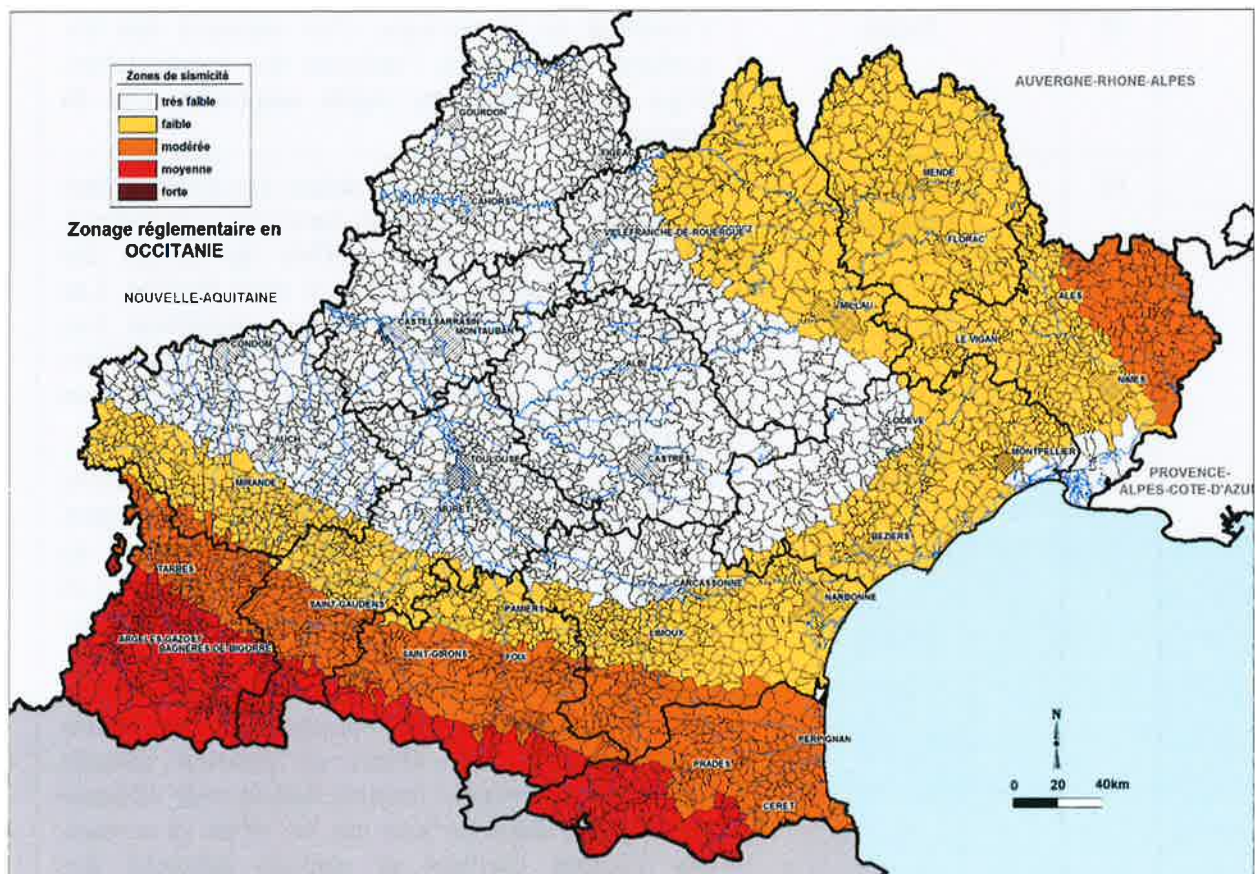 Zones de sismicité
très faible
faible
modérée
moyenne
forte
Zonage réglementaire en
OCCITANIE
NOUVELLE-AQUITAINE
AUVERGNE-RHONE-ALPES
GOURDON
FIGEAC
MENDE
CAHORS
VILLEFRANCHE-DE-ROUERGUE
FLORAC
ALES
MILLAU
CASTELSARRASIN
MONTAUBAN
LE VIGAN
CONDOM
ALBI
NIMES
LODEVE
AUCH
TOULOUSE
CASTRES
MONTPELLIER
PROVENCE-
ALPES-COTE-D'AZU
MIRANDE
MURET
BEZIERS
TARBES
CARCASSONNE
NARBONNE
SAINT-GAUDENS
PAMIERS
LIMOUX
ARGELES-GAZOST
BAGNERES-DE-BIGORRE
SAINT-GIRONS
FOIX
N
PERPIGNAN
PRADES
0 20 40km
CERET